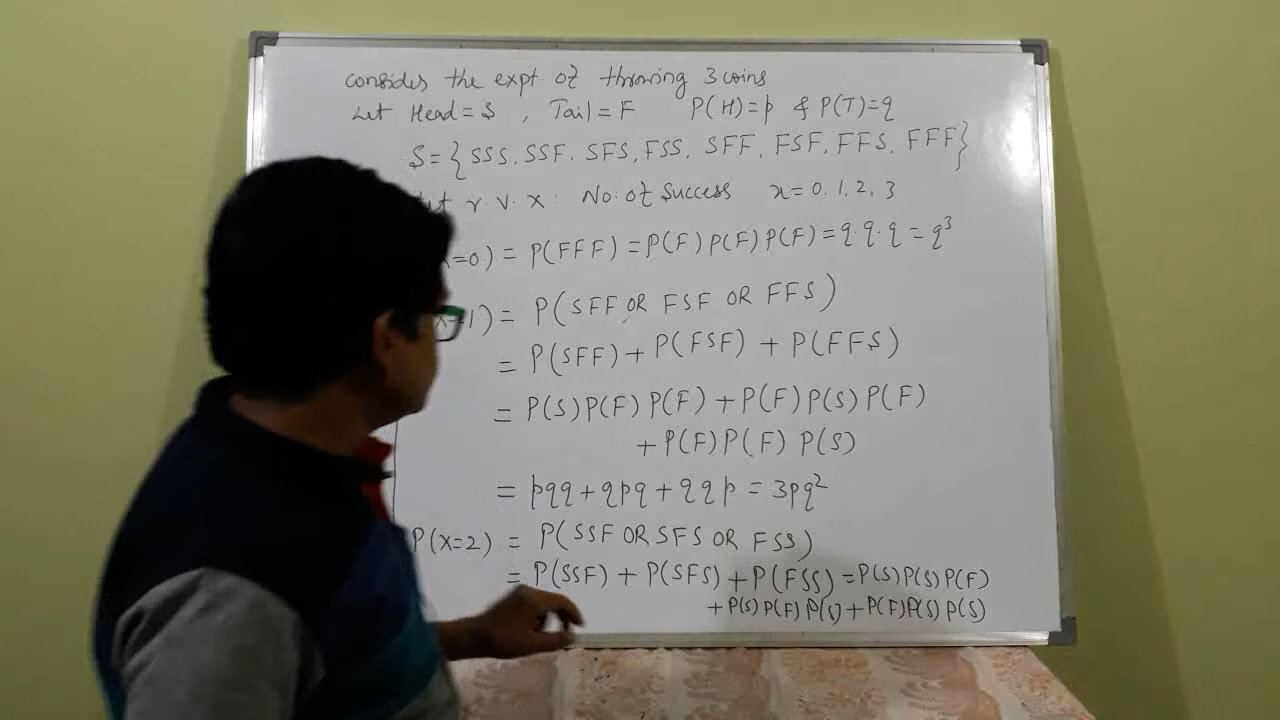 consider the expt of throwing 3 coins
Let Head = S , Tail = F P(H)=p & P(T)=q
S={SSS, SSF, SFS, FSS, SFF, FSF, FFS, FFF}
r.v. x : No. of Success x = 0, 1, 2, 3
=0) = P(FFF) = P(F) P(F) P(F) = q.q.q = q³
1) = P(SFF OR FSF OR FFS)
= P(SFF) + P(FSF) + P(FFS)
= P(S) P(F) P(F) + P(F) P(S) P(F)
+ P(F) P(F) P(S)
= pqq + qpq + qqp = 3pq²
P(x=2) = P(SSF OR SFS OR FSS)
= P(SSF) + P(SFS) + P(FSS) = P(S) P(S) P(F)
+ P(S) P(F) P(S) + P(F) P(S) P(S)